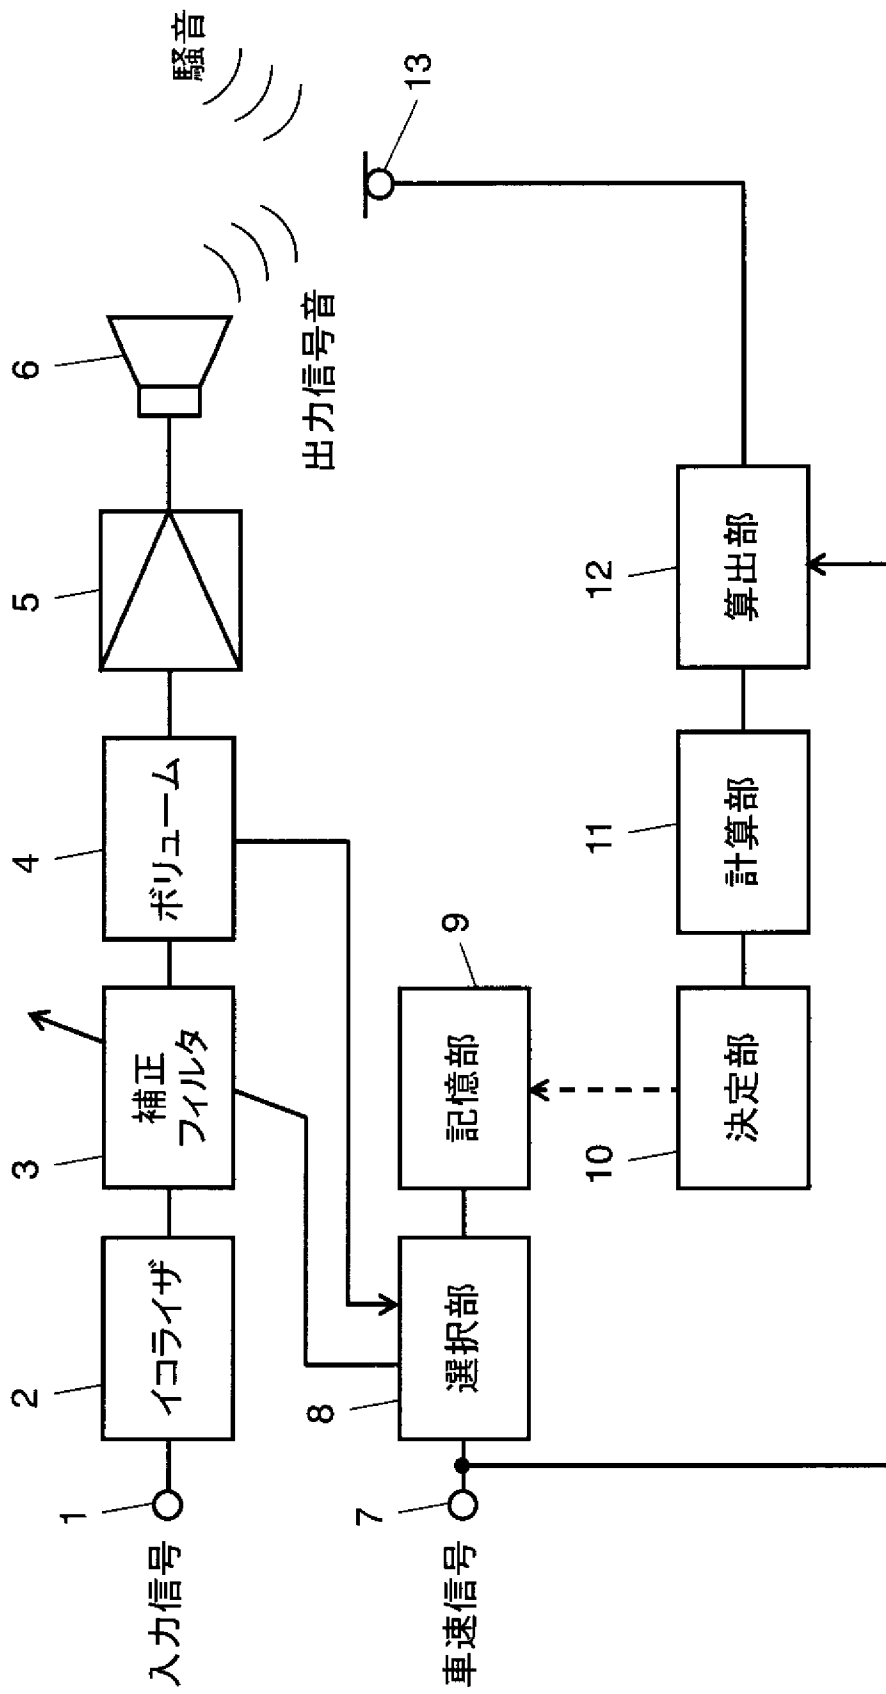 騒音
出力信号音
1
2
3
4
5
6
入力信号
イコライザ
補正
フィルタ
ボリューム
13
7
8
9
車速信号
選択部
記憶部
10
11
12
決定部
計算部
算出部